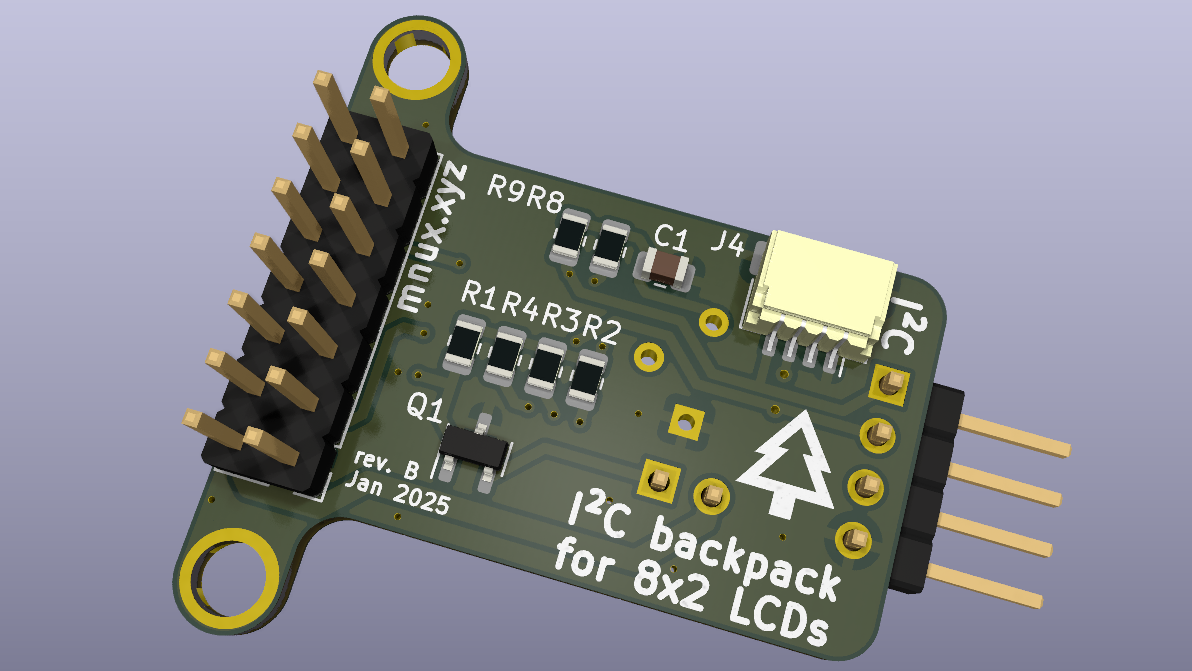 mnux.xyz
R9R8
C1
J4
I²C
R1R4R3R2
Q1
rev. B
Jan 2025
I²C backpack
for 8x2 LCDs